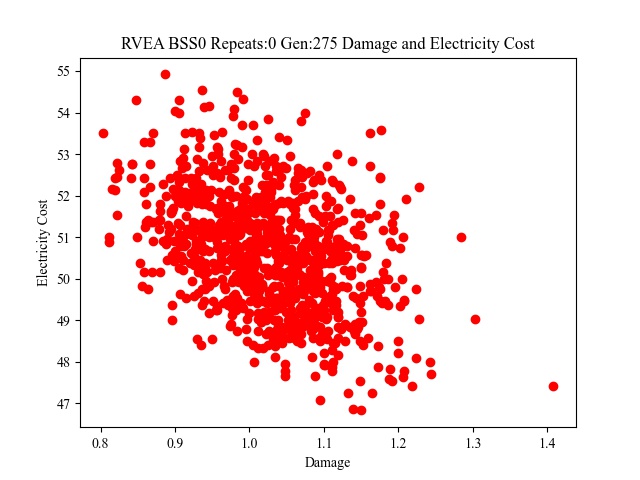 RVEA BSS0 Repeats:0 Gen:275 Damage and Electricity Cost
55
54
53
52
51
50
49
48
47
Electricity Cost
0.8 0.9 1.0 1.1 1.2 1.3 1.4
Damage